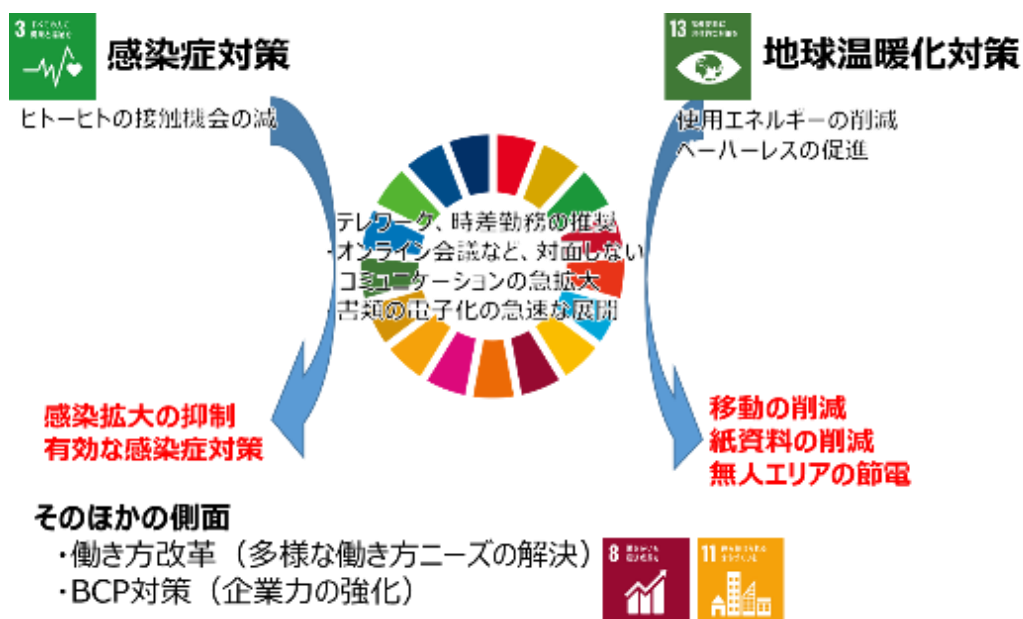 3
感染症対策
ヒトーヒトの接触機会の減
13
地球温暖化対策
使用エネルギーの削減
ペーパーレスの促進
テレワーク、時差勤務の推奨
・オンライン会議など、対面しない
コミュニケーションの急拡大
書類の電子化の急速な展開
感染拡大の抑制
有効な感染症対策
移動の削減
紙資料の削減
無人エリアの節電
そのほかの側面
・働き方改革（多様な働き方ニーズの解決）
・BCP対策（企業力の強化）
8
11